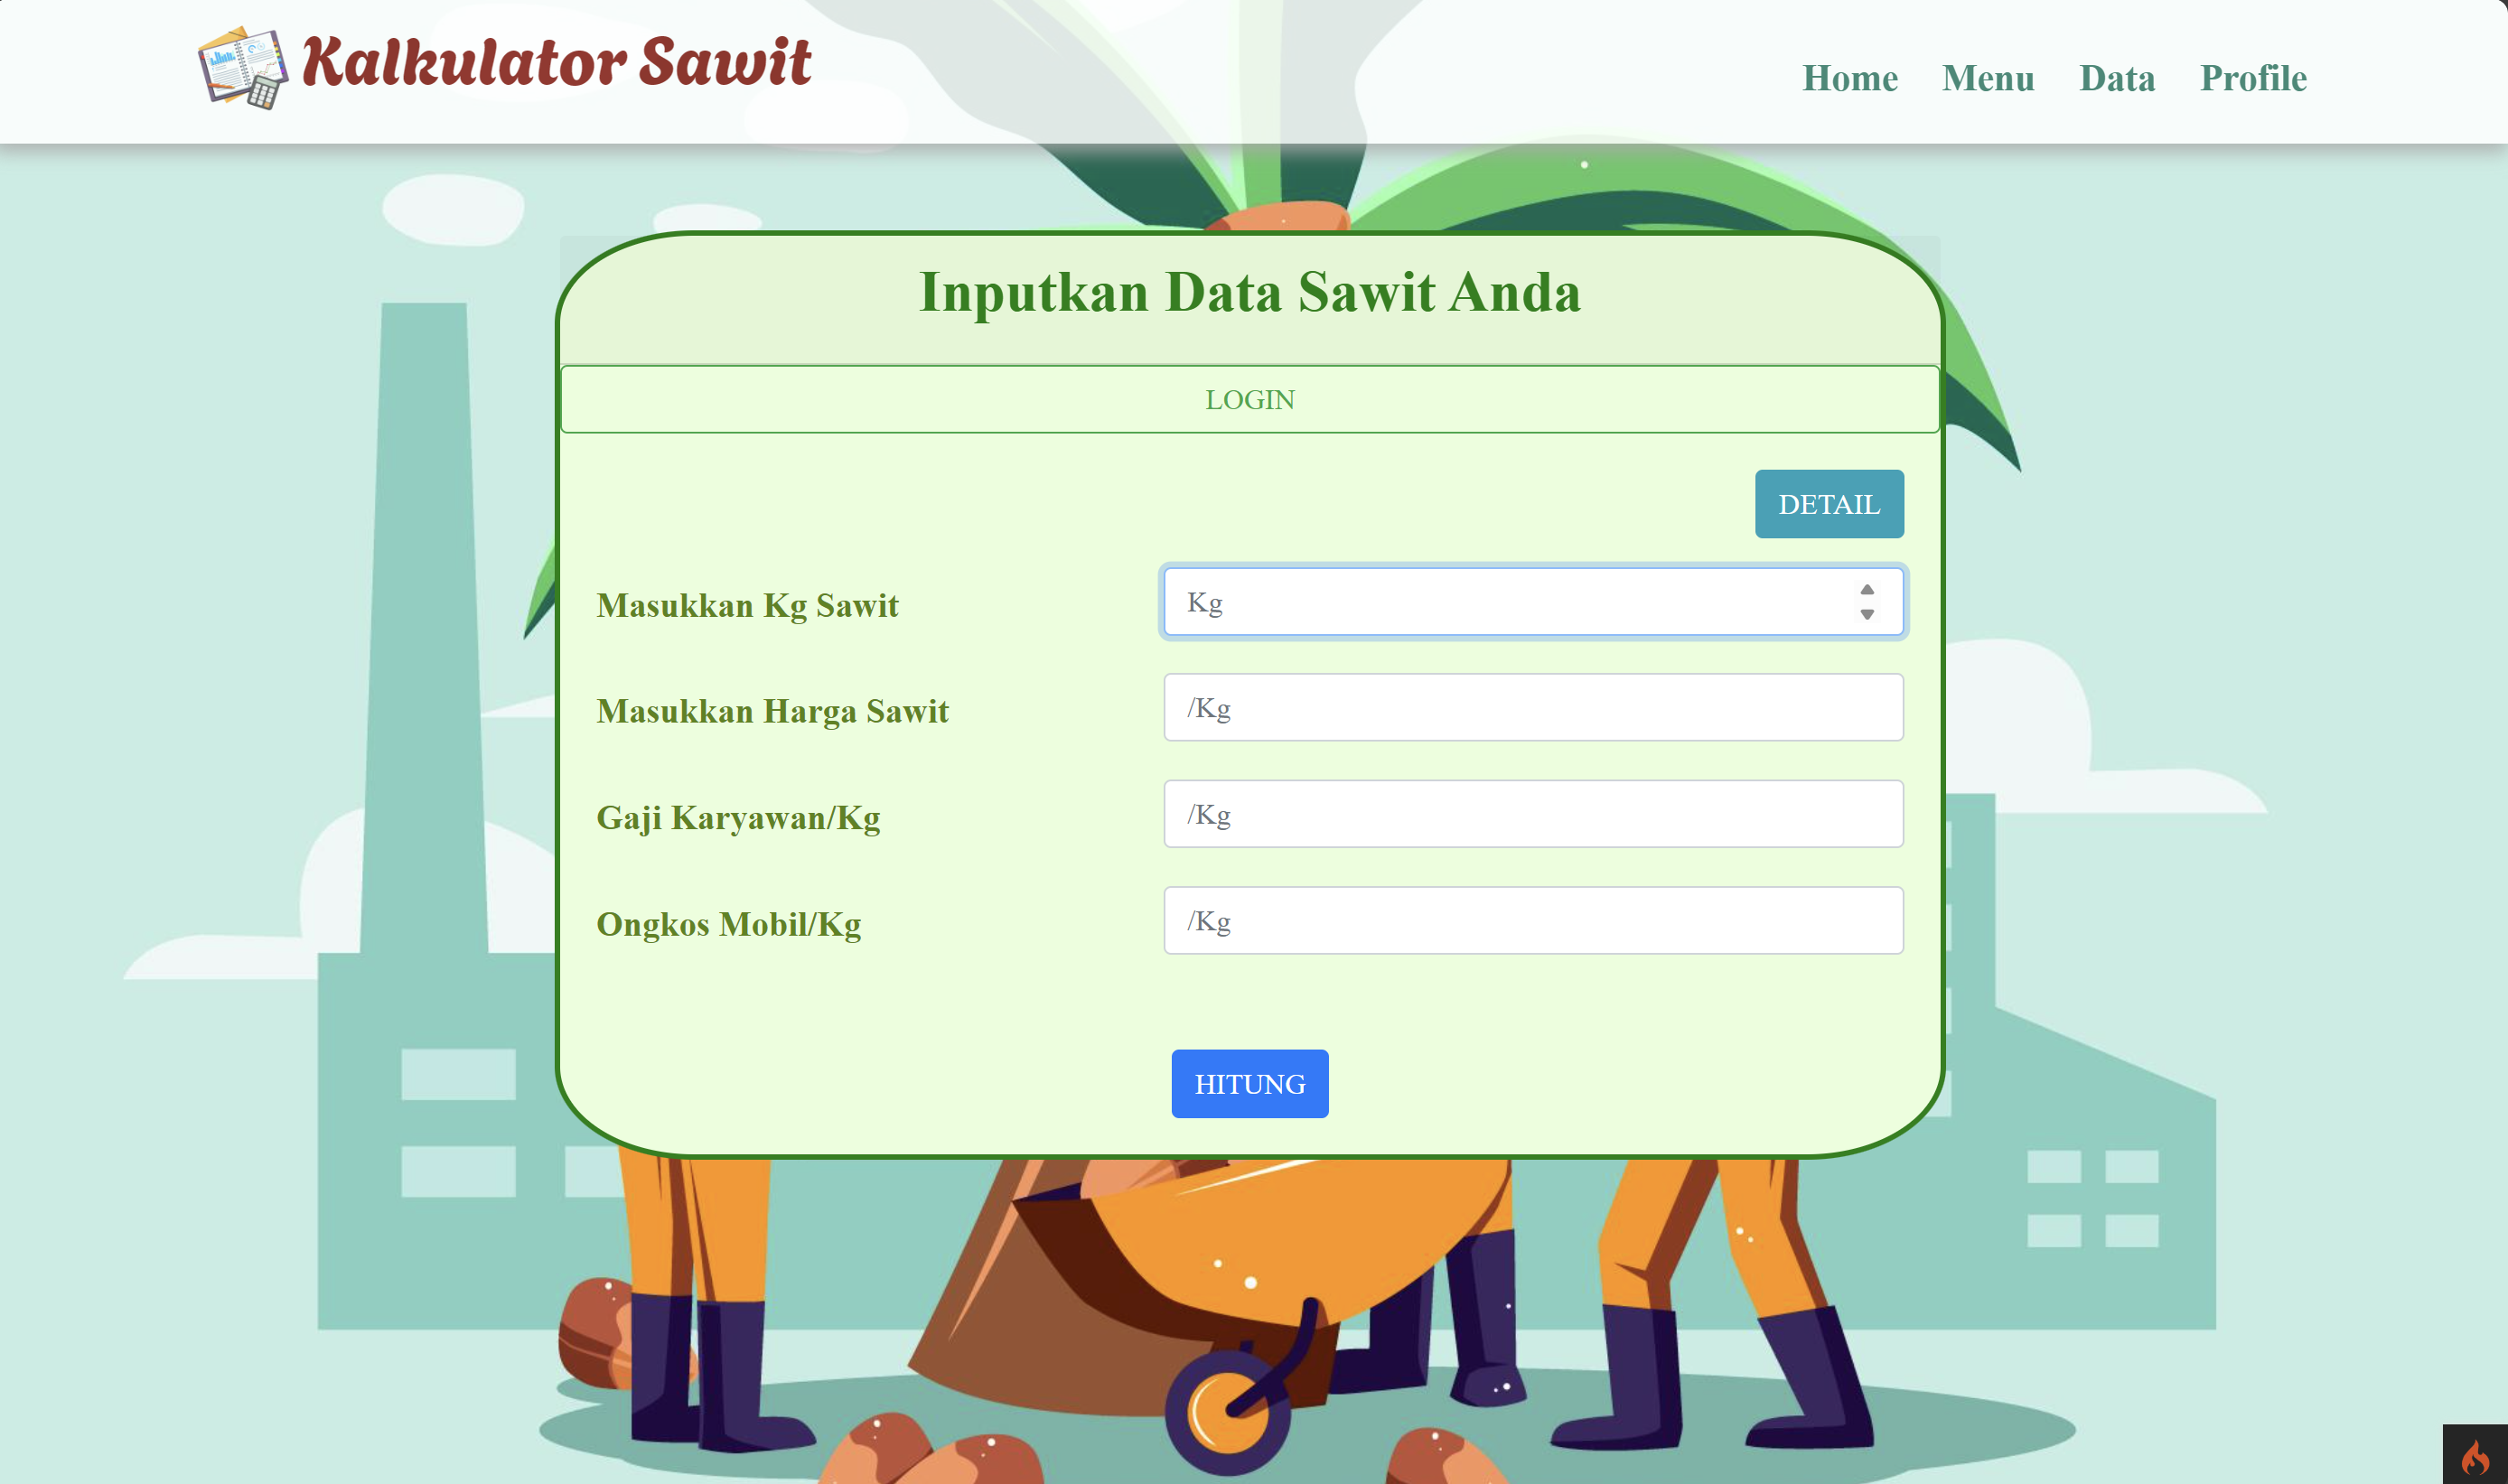 Kalkulator Sawit
Home Menu Data Profile
Inputkan Data Sawit Anda
LOGIN
DETAIL
Masukkan Kg Sawit Kg
Masukkan Harga Sawit /Kg
Gaji Karyawan/Kg /Kg
Ongkos Mobil/Kg /Kg
HITUNG